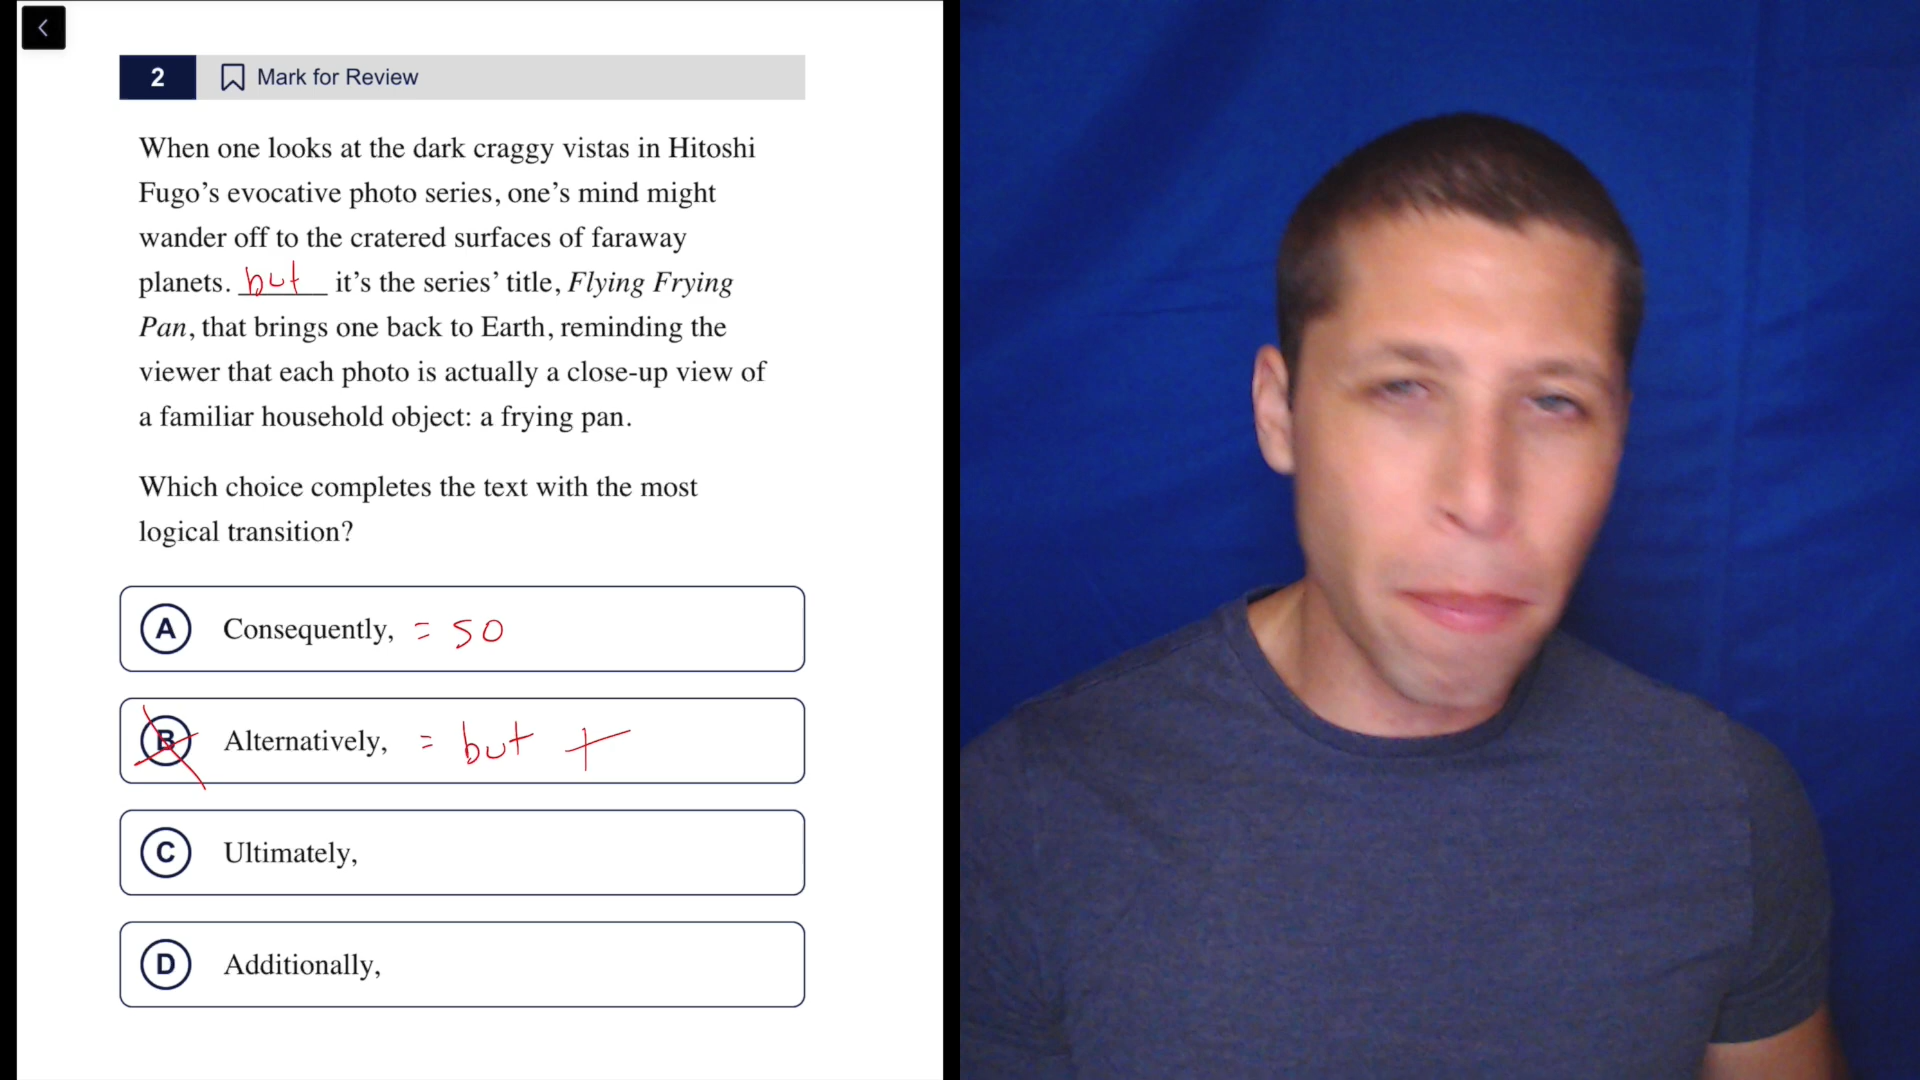 2 Mark for Review
When one looks at the dark craggy vistas in Hitoshi
Fugo’s evocative photo series, one’s mind might
wander off to the cratered surfaces of faraway
planets. but it’s the series’ title, Flying Frying
Pan, that brings one back to Earth, reminding the
viewer that each photo is actually a close-up view of
a familiar household object: a frying pan.
Which choice completes the text with the most
logical transition?
A Consequently, = so
B Alternatively, = but +
C Ultimately,
D Additionally,